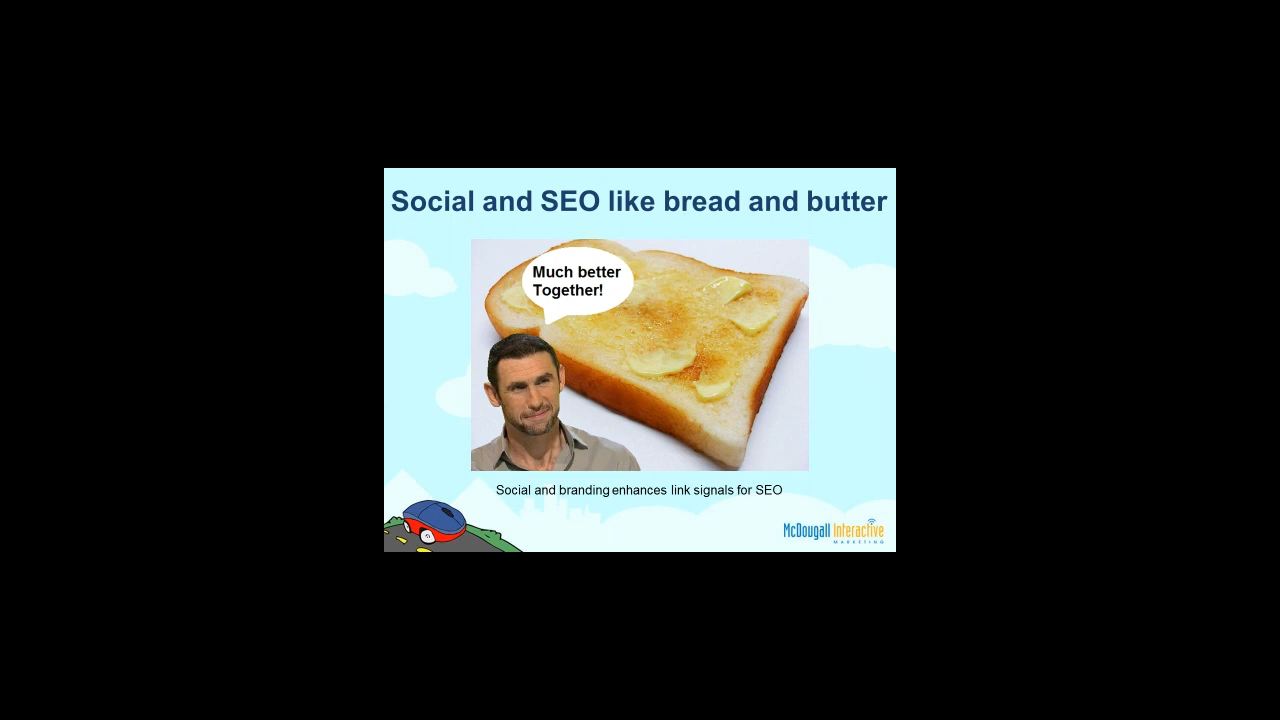 Social and SEO like bread and butter
Much better
Together!
Social and branding enhances link signals for SEO
McDougall Interactive
MARKETING